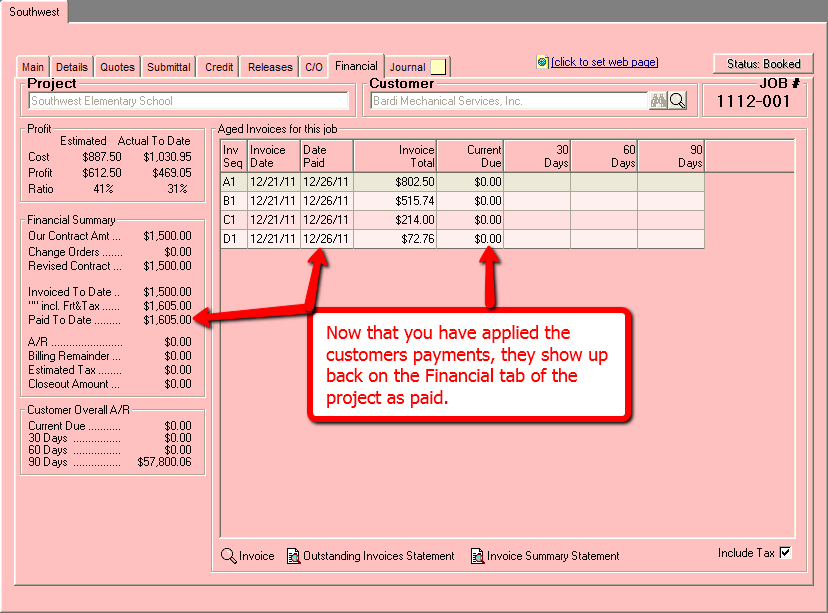 Southwest
Main Details Quotes Submittal Credit Releases C/O Financial Journal
[click to set web page]
Status: Booked
Project
Southwest Elementary School
Customer
Bardi Mechanical Services, Inc.
JOB #
1112-001
Profit
Estimated Actual To Date
Cost $887.50 $1,030.95
Profit $612.50 $469.05
Ratio 41% 31%
Financial Summary
Our Contract Amt ... $1,500.00
Change Orders ....... $0.00
Revised Contract ... $1,500.00
Invoiced To Date .. $1,500.00
"" incl. Frt&Tax ...... $1,605.00
Paid To Date ......... $1,605.00
A/R ........................ $0.00
Billing Remainder ... $0.00
Estimated Tax ........ $0.00
Closeout Amount ... $0.00
Customer Overall A/R
Current Due ........... $0.00
30 Days ................ $0.00
60 Days ................ $0.00
90 Days ................ $57,800.06
Aged Invoices for this job
Inv Seq Invoice Date Date Paid Invoice Total Current Due 30 Days 60 Days 90 Days
A1 12/21/11 12/26/11 $802.50 $0.00
B1 12/21/11 12/26/11 $515.74 $0.00
C1 12/21/11 12/26/11 $214.00 $0.00
D1 12/21/11 12/26/11 $72.76 $0.00
Now that you have applied the
customers payments, they show up
back on the Financial tab of the
project as paid.
Invoice Outstanding Invoices Statement Invoice Summary Statement Include Tax